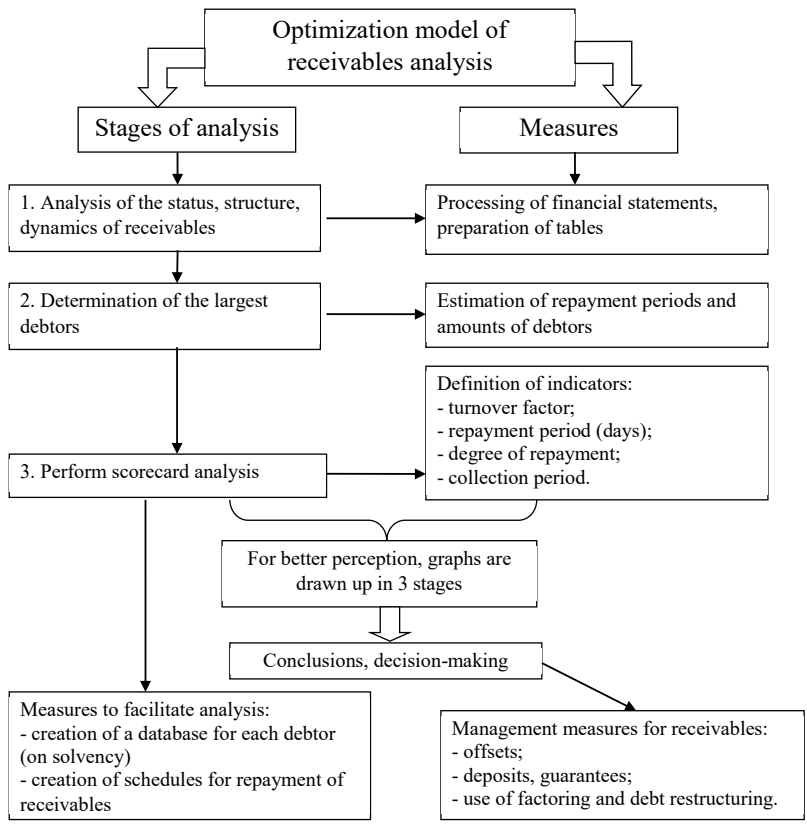 Optimization model of
receivables analysis
Stages of analysis
Measures
1. Analysis of the status, structure,
dynamics of receivables
Processing of financial statements,
preparation of tables
2. Determination of the largest
debtors
Estimation of repayment periods and
amounts of debtors
Definition of indicators:
- turnover factor;
- repayment period (days);
- degree of repayment;
- collection period.
3. Perform scorecard analysis
For better perception, graphs are
drawn up in 3 stages
Conclusions, decision-making
Measures to facilitate analysis:
- creation of a database for each debtor
(on solvency)
- creation of schedules for repayment of
receivables
Management measures for receivables:
- offsets;
- deposits, guarantees;
- use of factoring and debt restructuring.